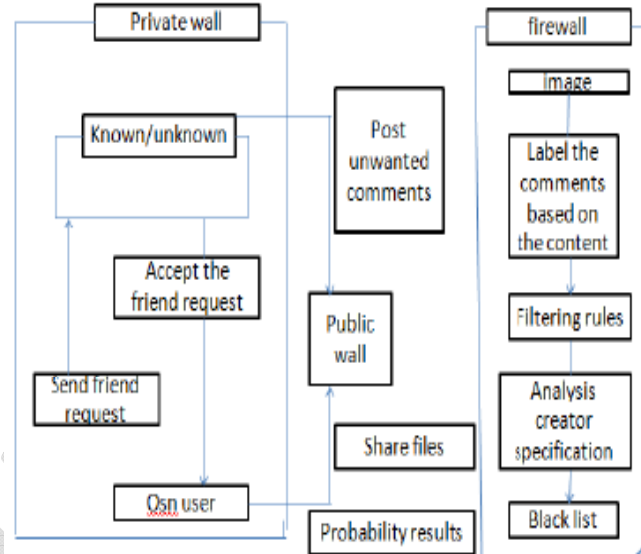 Private wall
Known/unknown
Accept the
friend request
Send friend
request
Osn user
Post
unwanted
comments
Public
wall
Share files
Probability results
firewall
image
Label the
comments
based on
the content
Filtering rules
Analysis
creator
specification
Black list